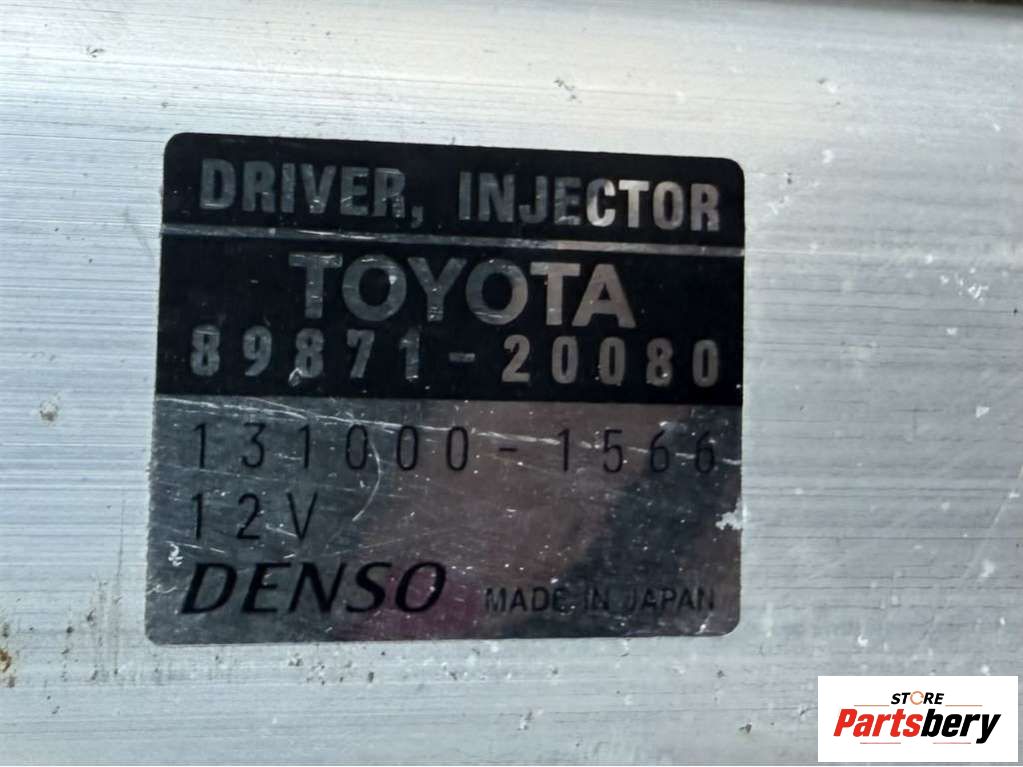 DRIVER, INJECTOR
TOYOTA
89871-20080
131000-1566
12V
DENSO MADE IN JAPAN
STORE
Partsbery